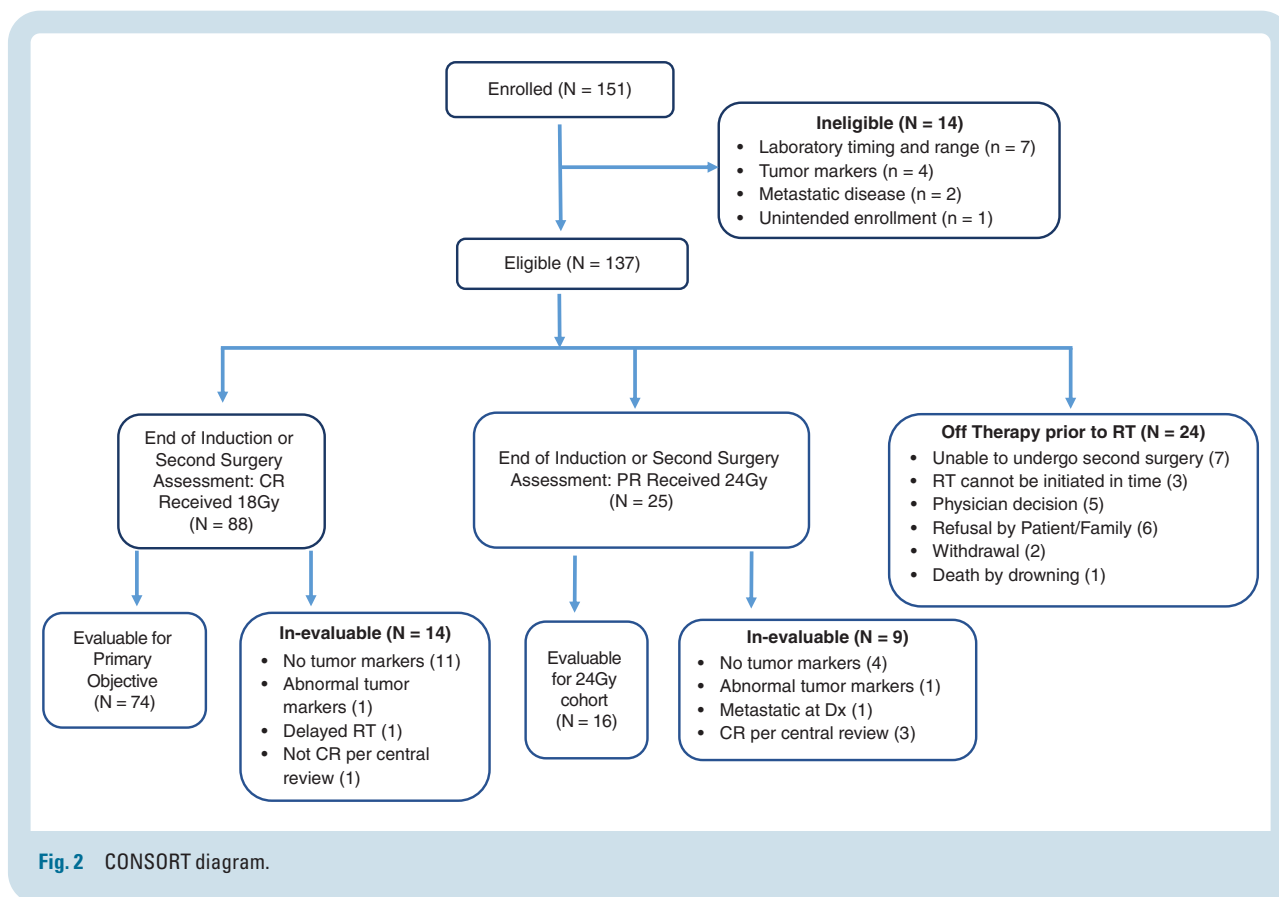 Enrolled (N = 151)
Ineligible (N = 14)
• Laboratory timing and range (n = 7)
• Tumor markers (n = 4)
• Metastatic disease (n = 2)
• Unintended enrollment (n = 1)
Eligible (N = 137)
End of Induction or
Second Surgery
Assessment: CR
Received 18Gy
(N = 88)
End of Induction or Second Surgery
Assessment: PR Received 24Gy
(N = 25)
Off Therapy prior to RT (N = 24)
• Unable to undergo second surgery (7)
• RT cannot be initiated in time (3)
• Physician decision (5)
• Refusal by Patient/Family (6)
• Withdrawal (2)
• Death by drowning (1)
Evaluable for
Primary
Objective
(N = 74)
In-evaluable (N = 14)
• No tumor markers (11)
• Abnormal tumor
markers (1)
• Delayed RT (1)
• Not CR per central
review (1)
Evaluable
for 24Gy
cohort
(N = 16)
In-evaluable (N = 9)
• No tumor markers (4)
• Abnormal tumor markers (1)
• Metastatic at Dx (1)
• CR per central review (3)
Fig. 2 CONSORT diagram.